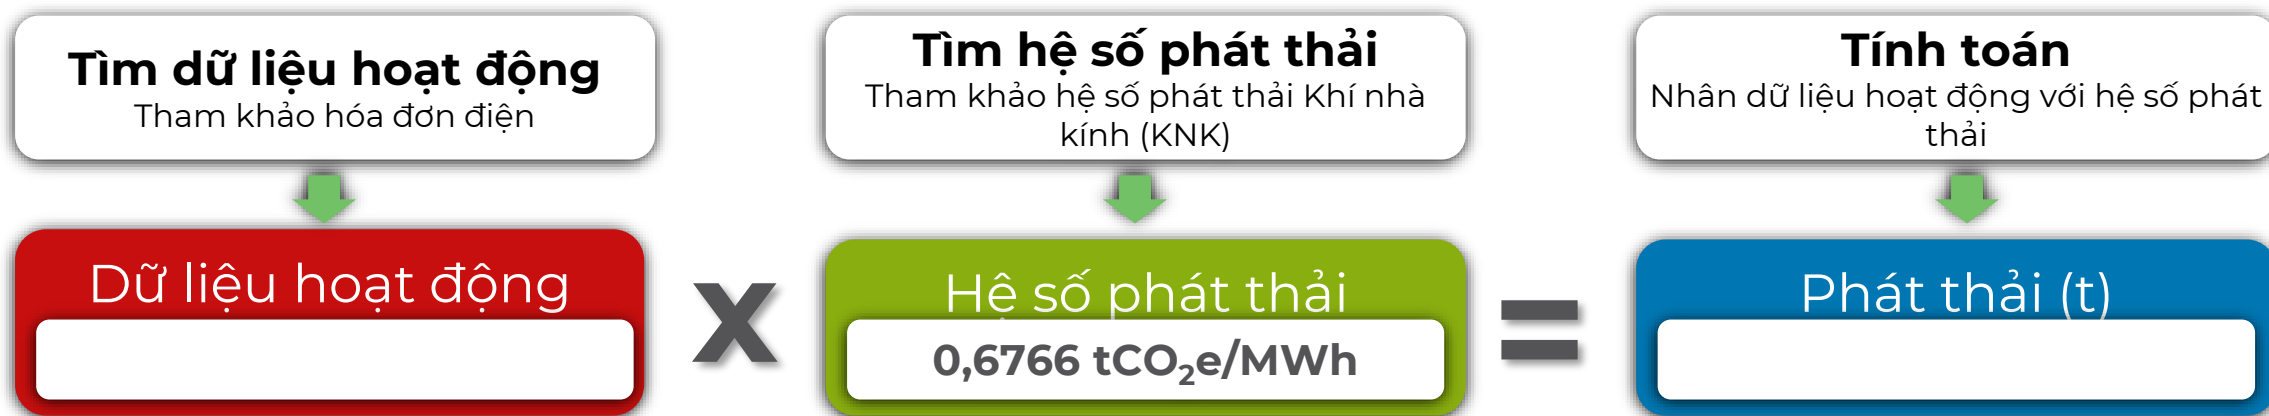 Tìm dữ liệu hoạt động
Tham khảo hóa đơn điện
Tìm hệ số phát thải
Tham khảo hệ số phát thải Khí nhà
kính (KNK)
Tính toán
Nhân dữ liệu hoạt động với hệ số phát
thải
Dữ liệu hoạt động
x
Hệ số phát thải
0,6766 tCO₂e/MWh
=
Phát thải (t)